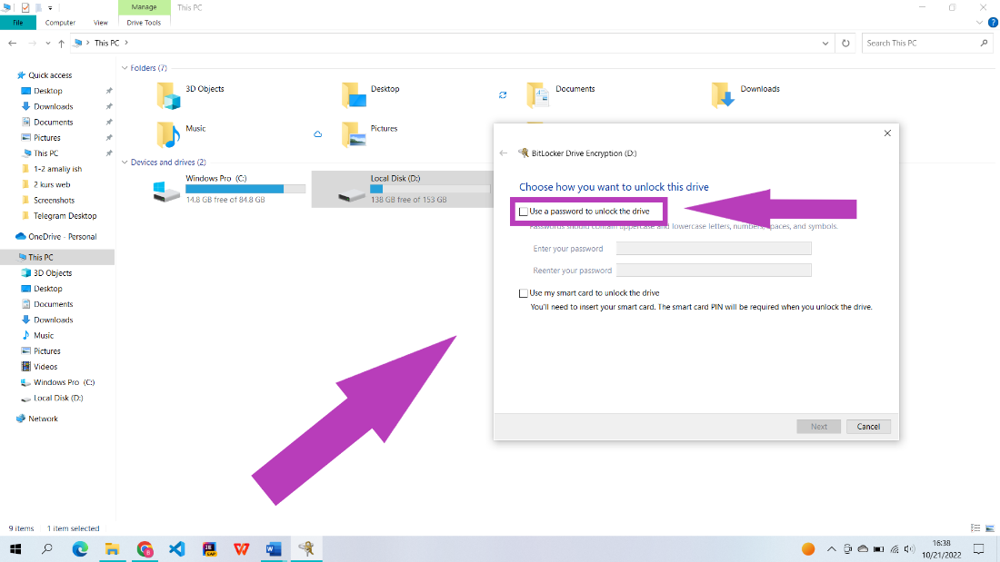 Manage
This PC
File
Computer
View
Drive Tools
This PC
Search This PC
Quick access
Desktop
Downloads
Documents
Pictures
This PC
1-2 amaliy ish
2 kurs web
Screenshots
Telegram Desktop
OneDrive - Personal
This PC
3D Objects
Desktop
Documents
Downloads
Music
Pictures
Videos
Windows Pro (C:)
Local Disk (D:)
Network
Folders (7)
3D Objects
Desktop
Documents
Downloads
Music
Pictures
Devices and drives (2)
Windows Pro (C:)
14.8 GB free of 84.8 GB
Local Disk (D:)
138 GB free of 153 GB
BitLocker Drive Encryption (D:)
Choose how you want to unlock this drive
Use a password to unlock the drive
Passwords should contain uppercase and lowercase letters, numbers, spaces, and symbols.
Enter your password
Reenter your password
Use my smart card to unlock the drive
You'll need to insert your smart card. The smart card PIN will be required when you unlock the drive.
Next
Cancel
9 items
1 item selected
16:38
10/21/2022